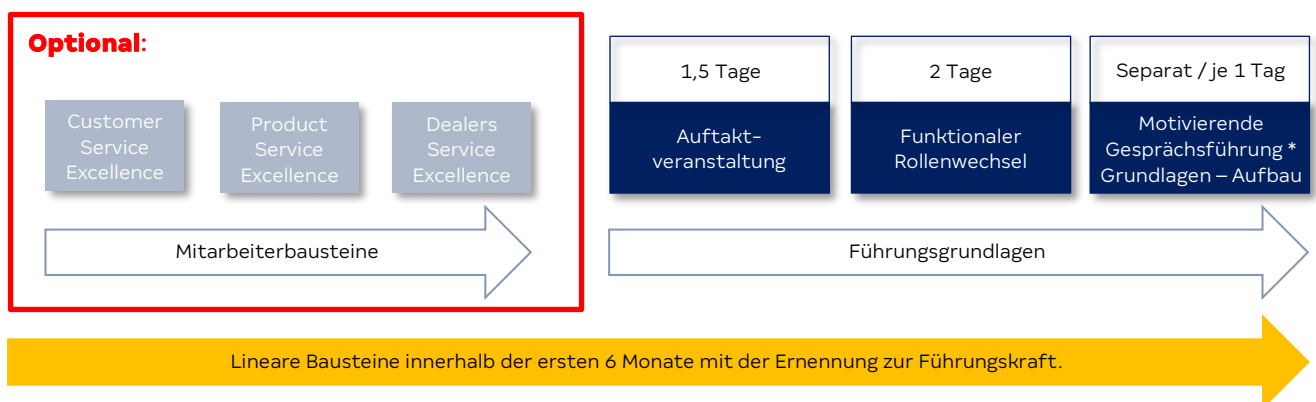 Optional:
Customer
Service
Excellence
Product
Service
Excellence
Dealers
Service
Excellence
Mitarbeiterbausteine
1,5 Tage
Auftakt-
veranstaltung
2 Tage
Funktionaler
Rollenwechsel
Separat / je 1 Tag
Motivierende
Gesprächsführung *
Grundlagen – Aufbau
Führungsgrundlagen
Lineare Bausteine innerhalb der ersten 6 Monate mit der Ernennung zur Führungskraft.